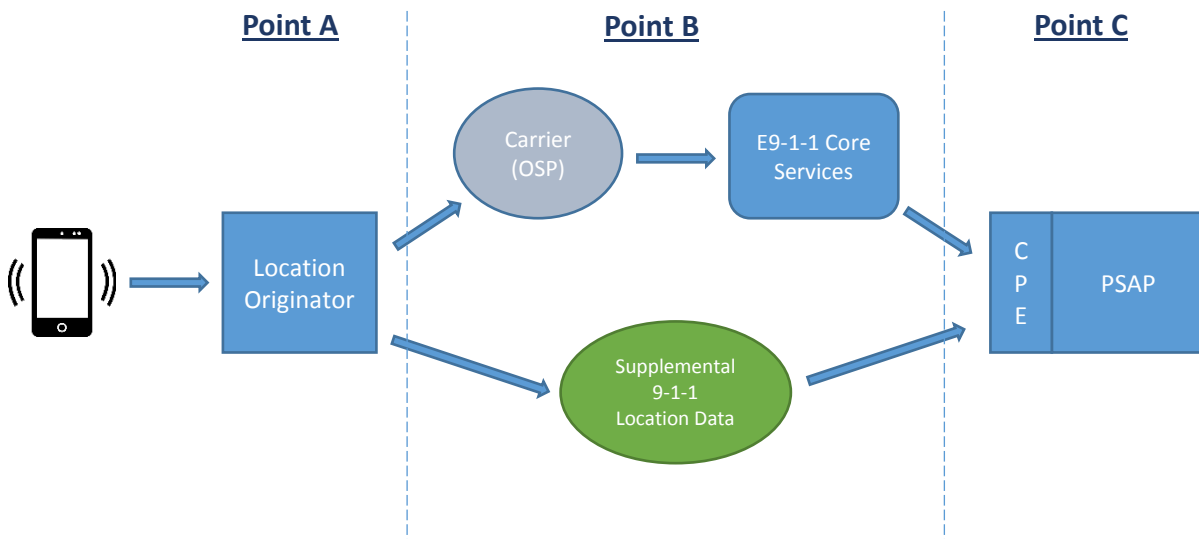 Point A
Point B
Point C
Carrier
(OSP)
E9-1-1 Core
Services
Location
Originator
C
P
E
PSAP
Supplemental
9-1-1
Location Data